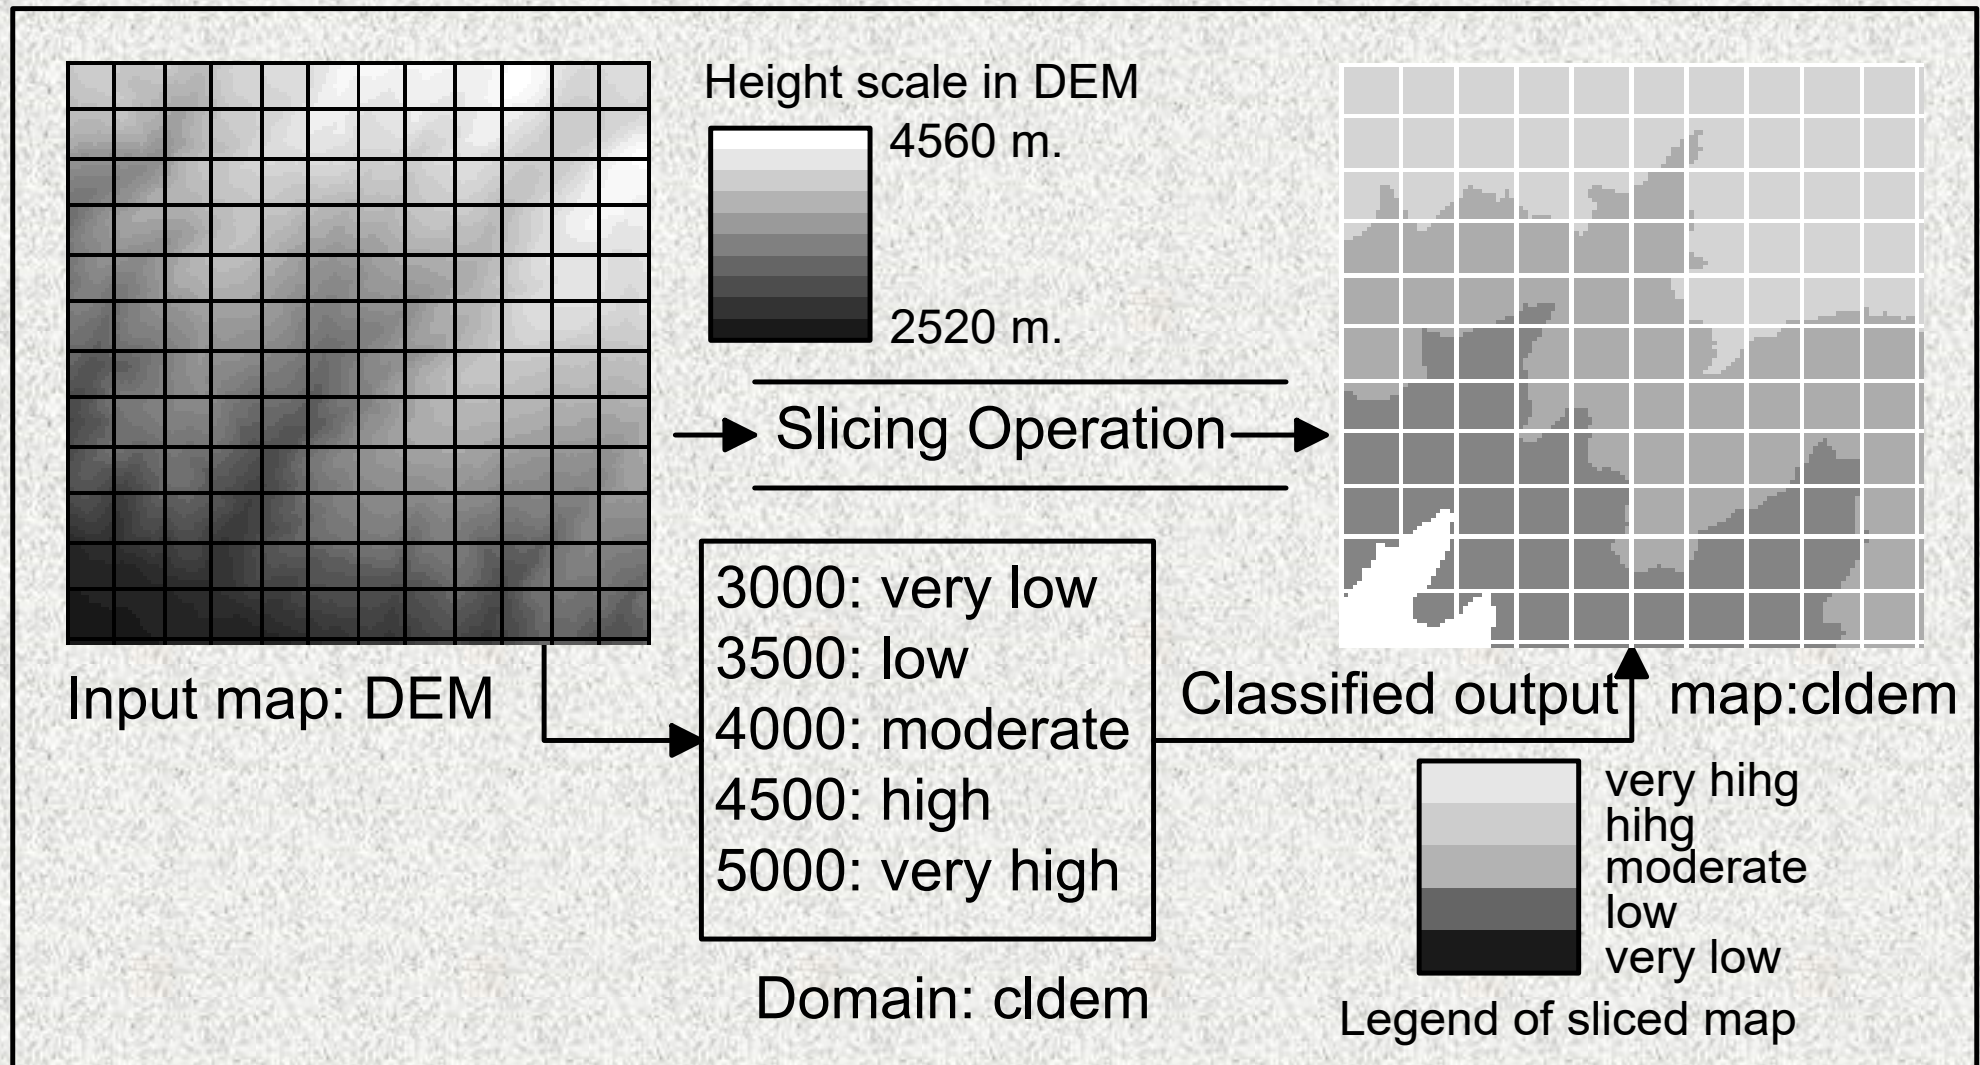 Height scale in DEM
4560 m.
2520 m.
Slicing Operation
Input map: DEM
3000: very low
3500: low
4000: moderate
4500: high
5000: very high
Domain: cldem
Classified output map:cldem
very hihg
hihg
moderate
low
very low
Legend of sliced map